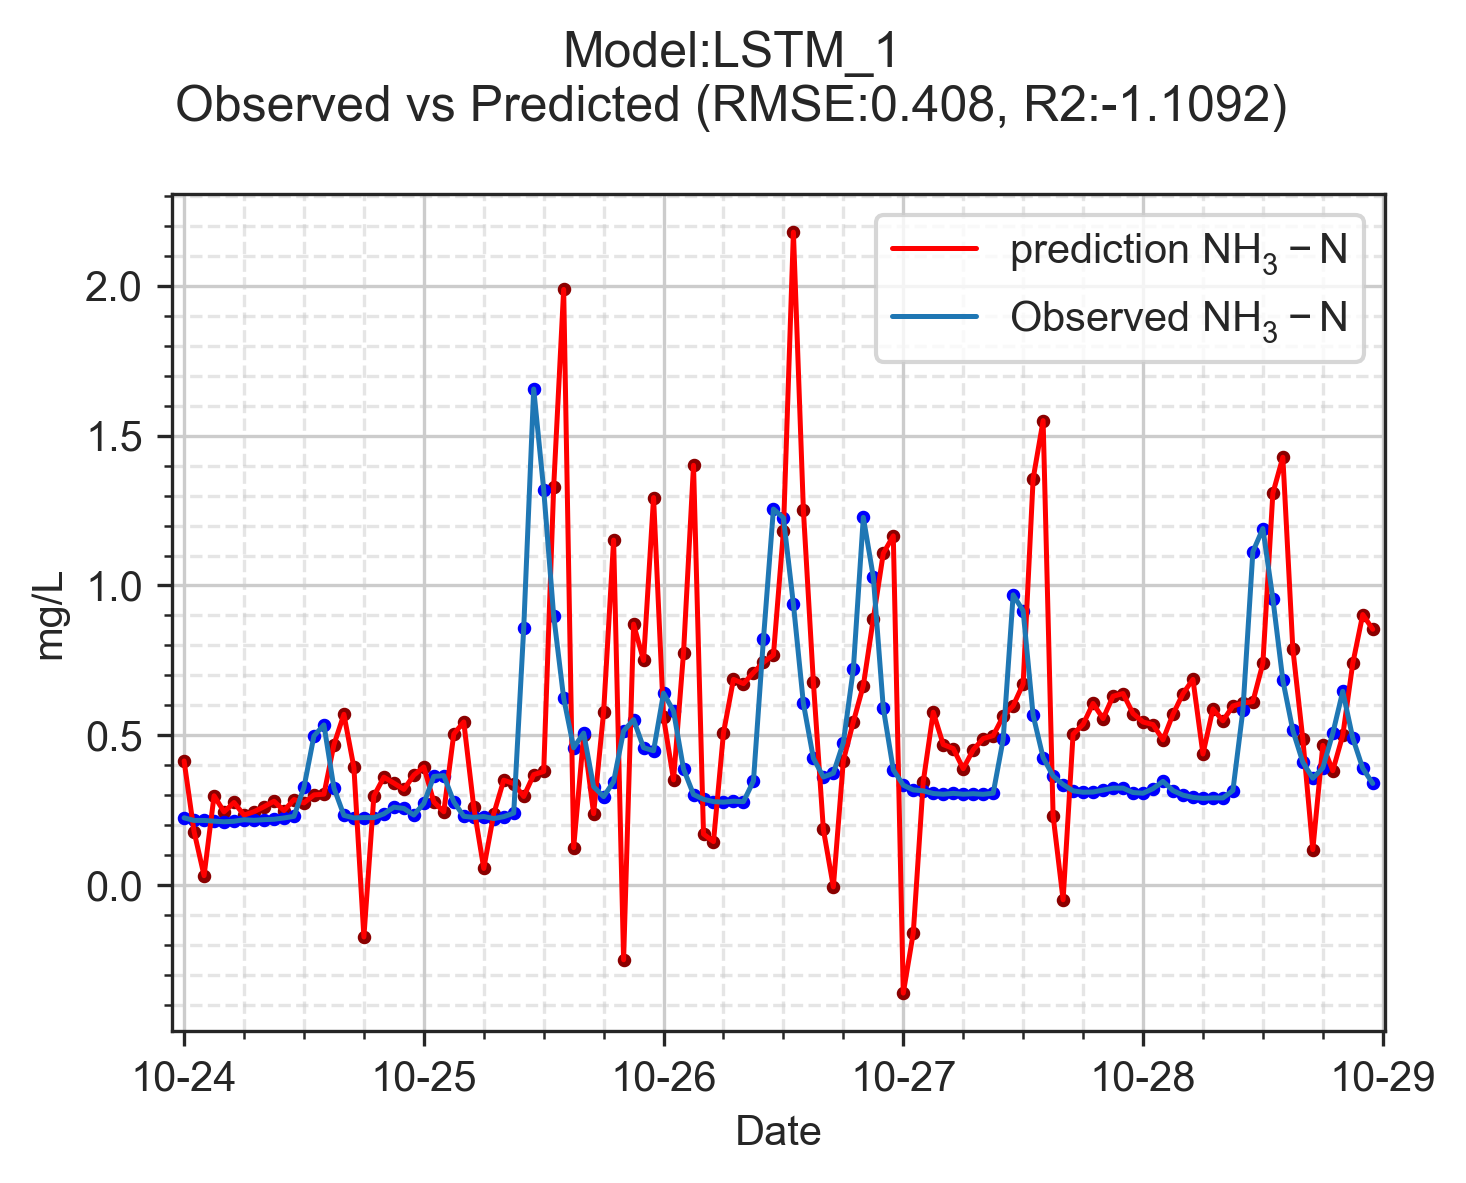 Model:LSTM_1
Observed vs Predicted (RMSE:0.408, R2:-1.1092)
prediction NH₃ − N
Observed NH₃ − N
2.0
1.5
1.0
0.5
0.0
mg/L
10-24 10-25 10-26 10-27 10-28 10-29
Date